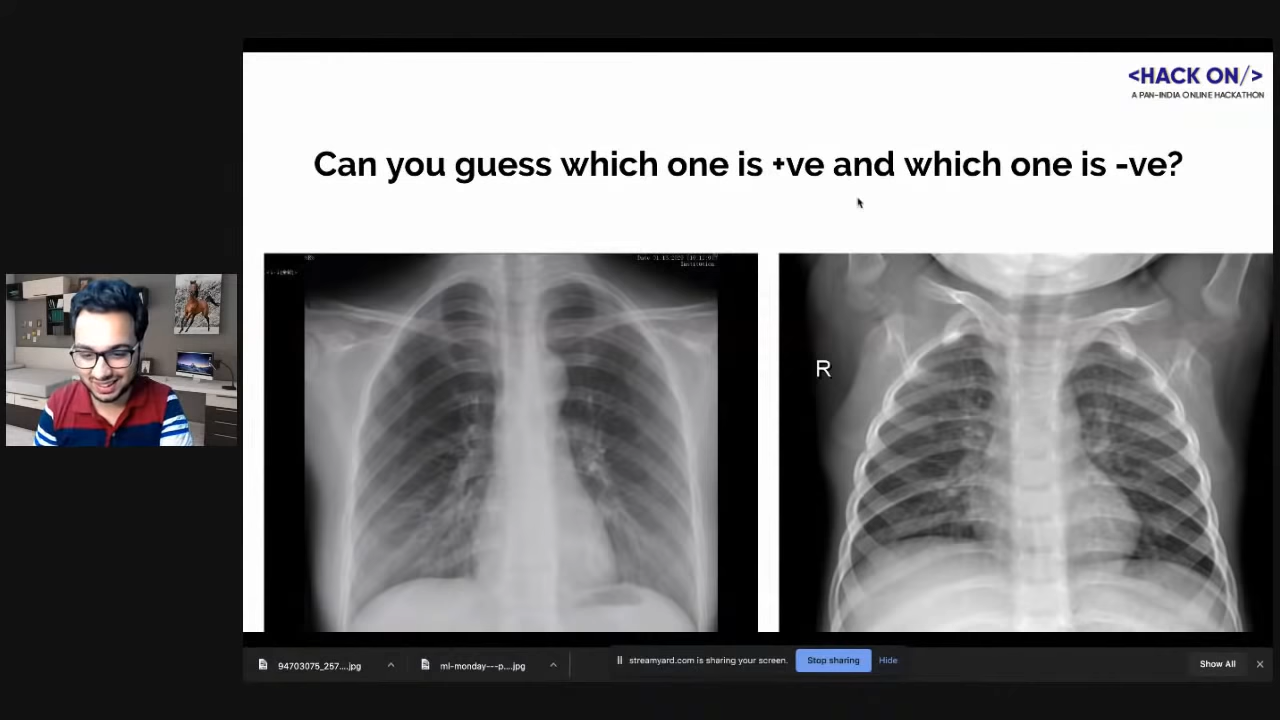 <HACK ON/>
A PAN-INDIA ONLINE HACKATHON
Can you guess which one is +ve and which one is -ve?
R
94703075_257....jpg
ml-monday---p....jpg
streamyard.com is sharing your screen.
Stop sharing
Hide
Show All